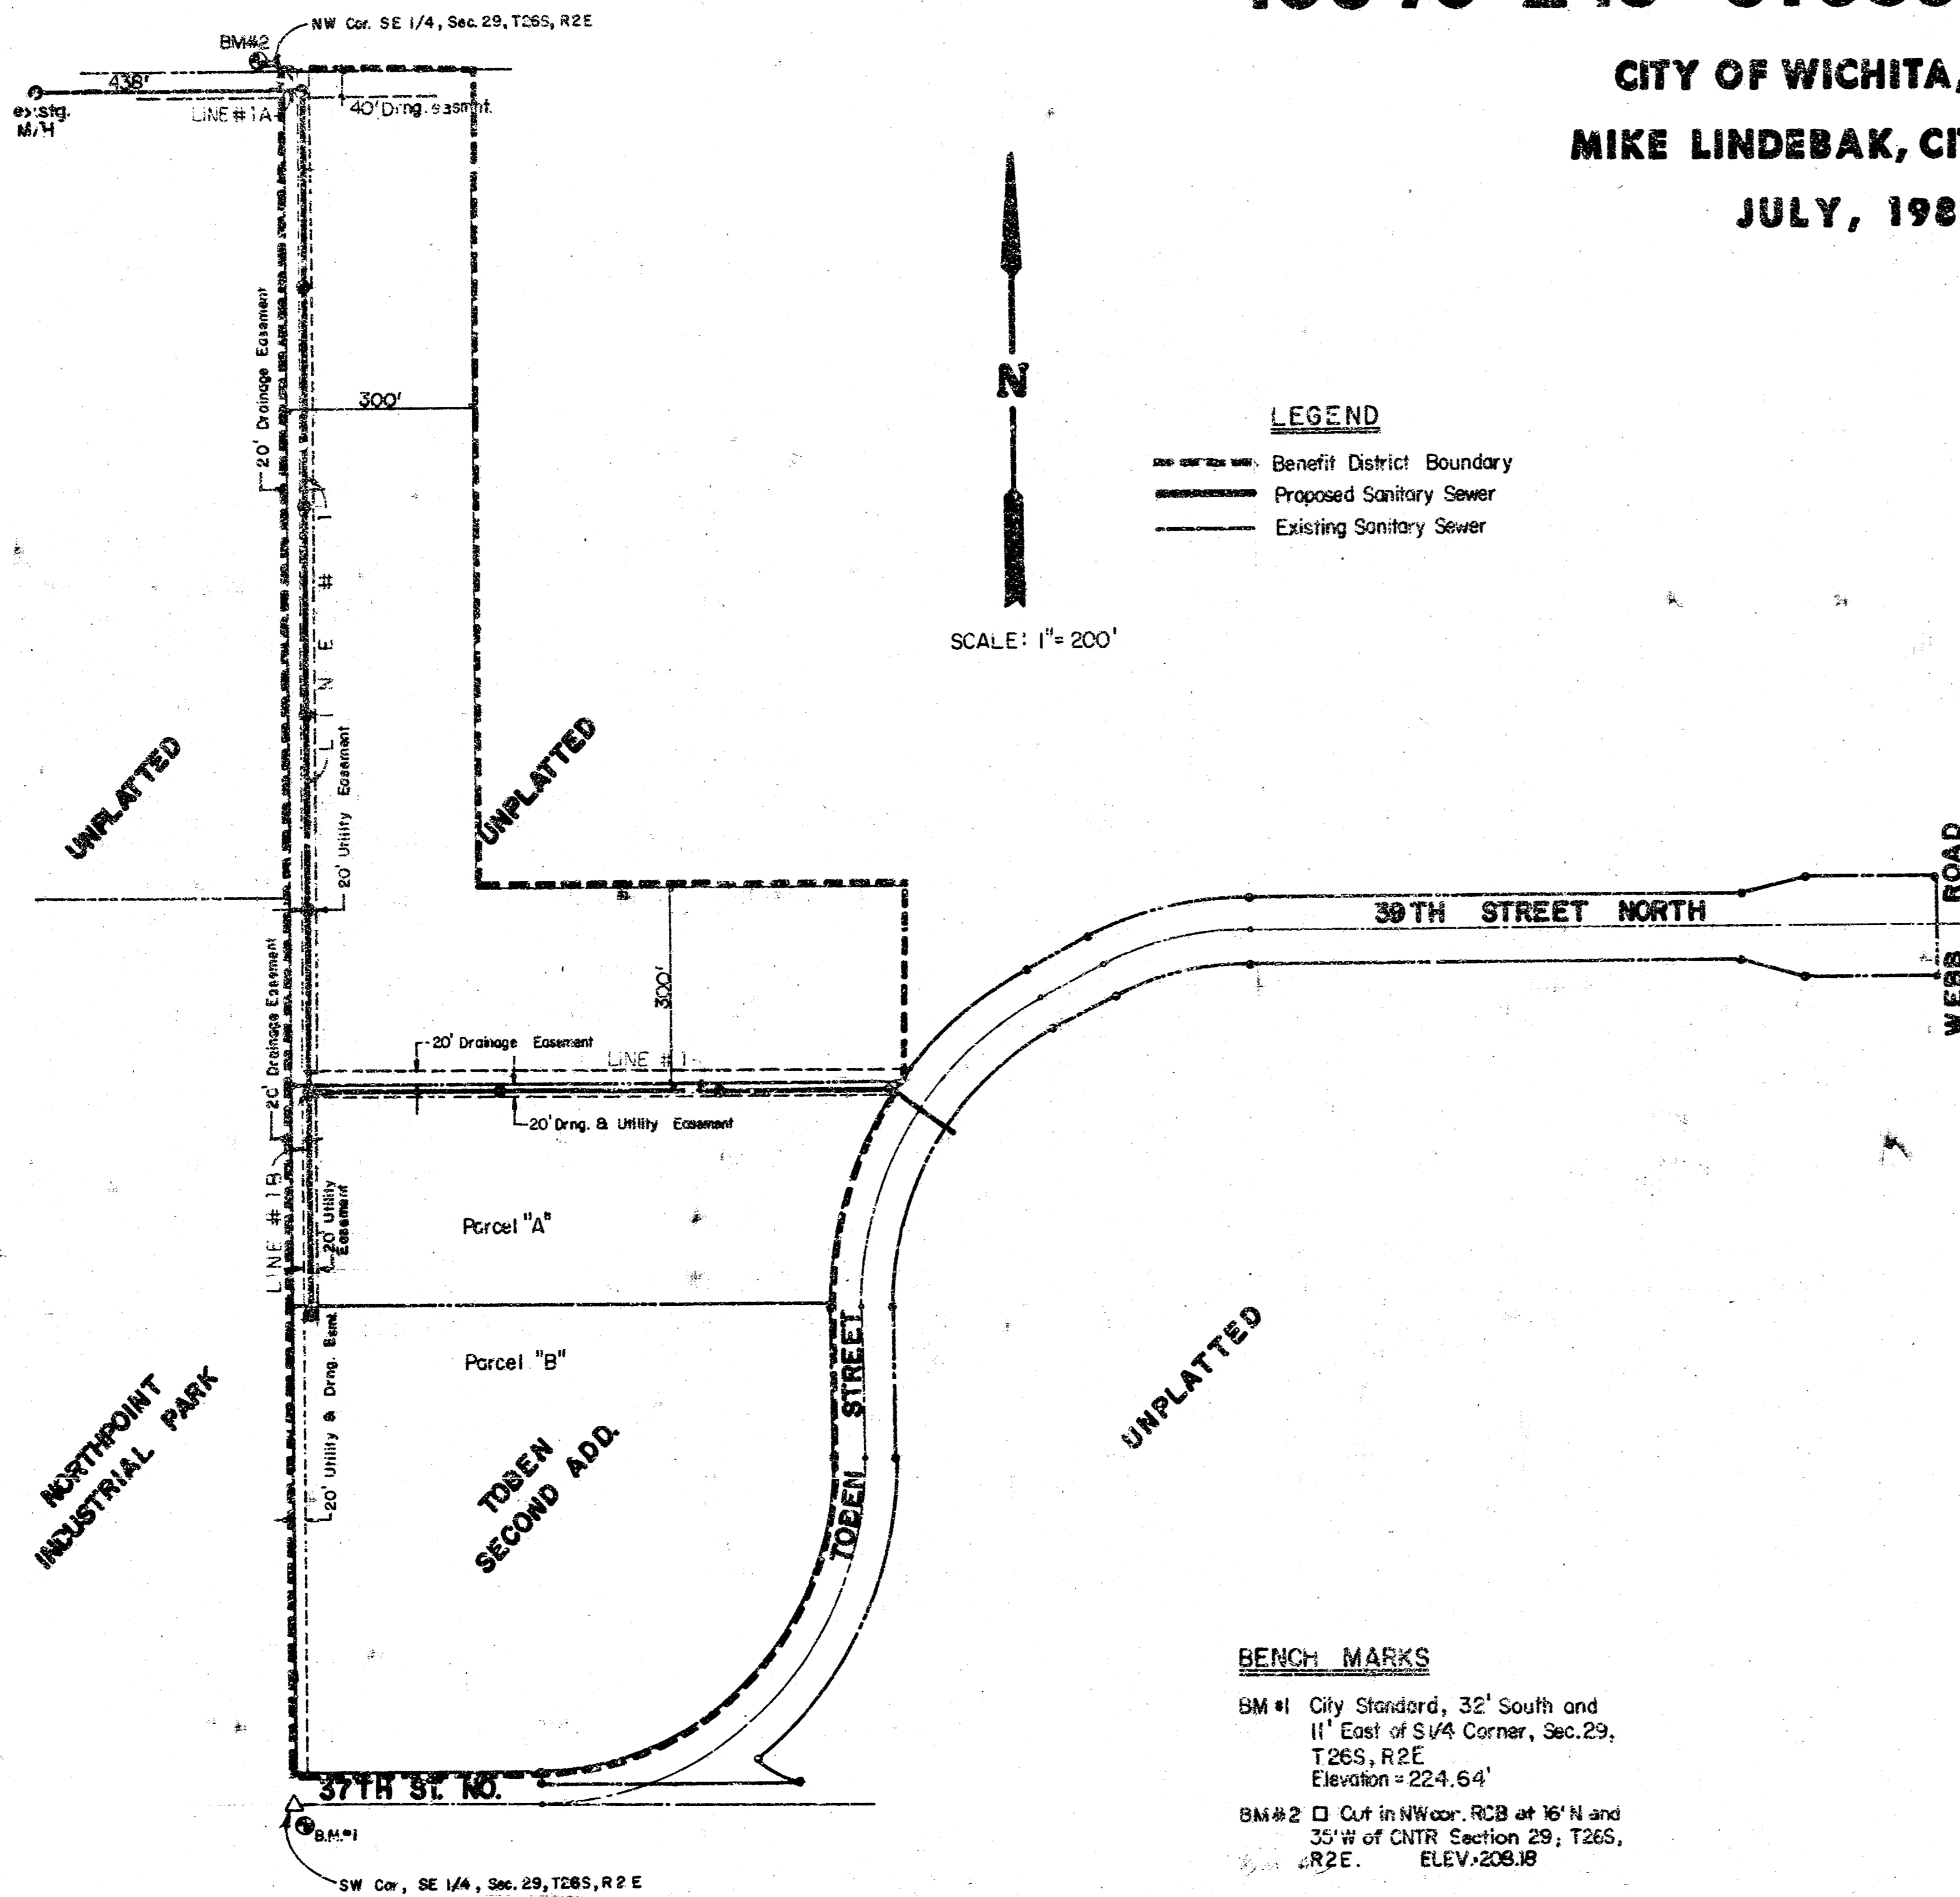 CITY OF WICHITA,
MIKE LINDEBAK, CI
JULY, 198
NW Cor. SE 1/4, Sec. 29, T26S, R2E
BM#2
438'
existg.
M/H
LINE #1A
40' Drng. easmnt.
20' Drainage Easement
300'
N
LEGEND
Benefit District Boundary
Proposed Sanitary Sewer
Existing Sanitary Sewer
SCALE: 1"= 200'
LINE #1
20' Utility Easement
UNPLATTED
UNPLATTED
39TH STREET NORTH
WEBB ROAD
300'
20' Drainage Easement
20' Drainage Easement
LINE #1
20' Drng. & Utility Easement
LINE #1B
20' Utility
Easement
Parcel "A"
Parcel "B"
20' Utility & Drng. Esmt.
TOBEN STREET
UNPLATTED
NORTHPOINT
INDUSTRIAL PARK
TOBEN
SECOND ADD.
37TH ST. NO.
B.M.#1
SW Cor, SE 1/4, Sec. 29, T26S, R2E
BENCH MARKS
BM #1 City Standard, 32' South and
11' East of S1/4 Corner, Sec.29,
T26S, R2E
Elevation = 224.64'
BM#2 □ Cut in NW cor. RCB at 16' N and
35'W of CNTR Section 29; T26S,
R2E. ELEV.=208.18